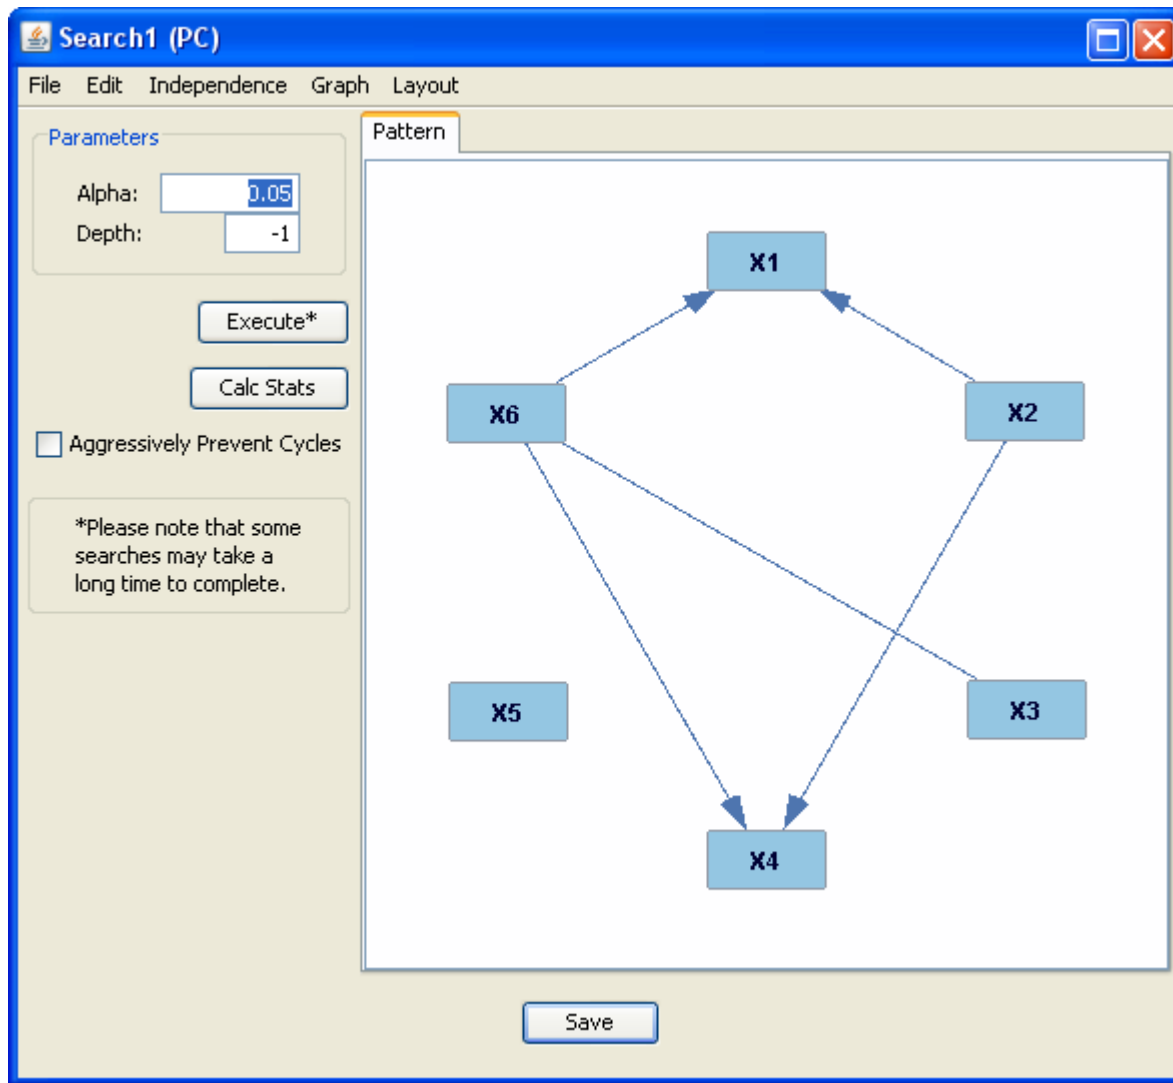 Search1 (PC)
File Edit Independence Graph Layout
Parameters
Alpha: 0.05
Depth: -1
Execute*
Calc Stats
Aggressively Prevent Cycles
*Please note that some
searches may take a
long time to complete.
Pattern
X1
X6
X2
X5
X3
X4
Save